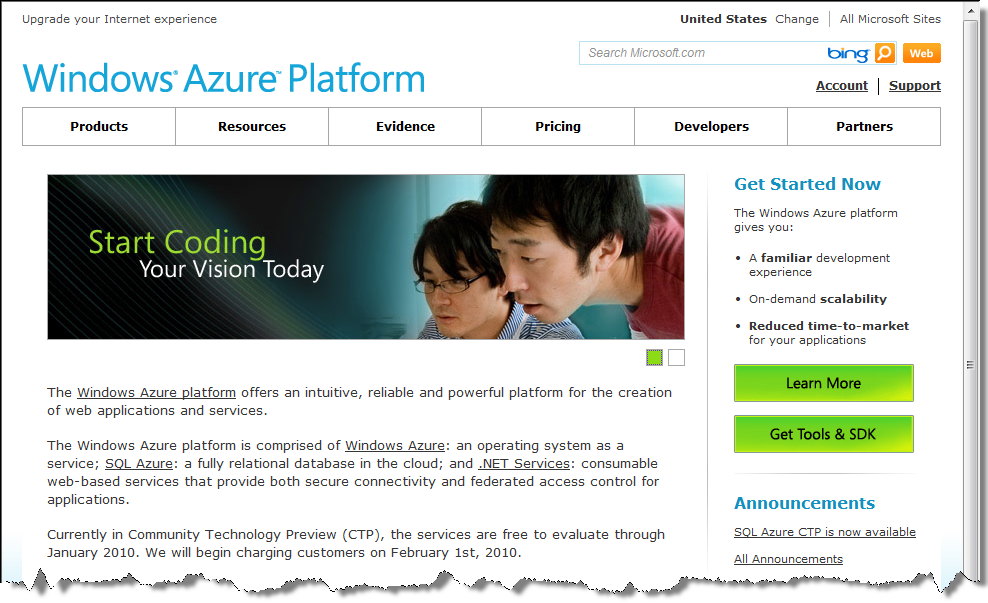 Upgrade your Internet experience
United States Change | All Microsoft Sites
Search Microsoft.com bing Web
Windows® Azure™ Platform
Account | Support
Products Resources Evidence Pricing Developers Partners
Start Coding
Your Vision Today
The Windows Azure platform offers an intuitive, reliable and powerful platform for the creation
of web applications and services.
The Windows Azure platform is comprised of Windows Azure: an operating system as a
service; SQL Azure: a fully relational database in the cloud; and .NET Services: consumable
web-based services that provide both secure connectivity and federated access control for
applications.
Currently in Community Technology Preview (CTP), the services are free to evaluate through
January 2010. We will begin charging customers on February 1st, 2010.
Get Started Now
The Windows Azure platform
gives you:
• A familiar development
experience
• On-demand scalability
• Reduced time-to-market
for your applications
Learn More
Get Tools & SDK
Announcements
SQL Azure CTP is now available
All Announcements